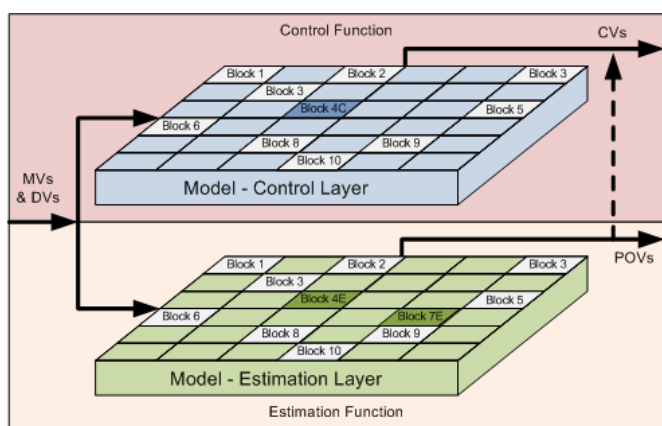 Control Function
CVs
Block 1
Block 2
Block 3
Block 3
Block 4C
Block 5
Block 6
Block 8
Block 9
Block 10
Model - Control Layer
MVs
& DVs
POVs
Block 1
Block 2
Block 3
Block 3
Block 4E
Block 5
Block 6
Block 7E
Block 8
Block 9
Block 10
Model - Estimation Layer
Estimation Function